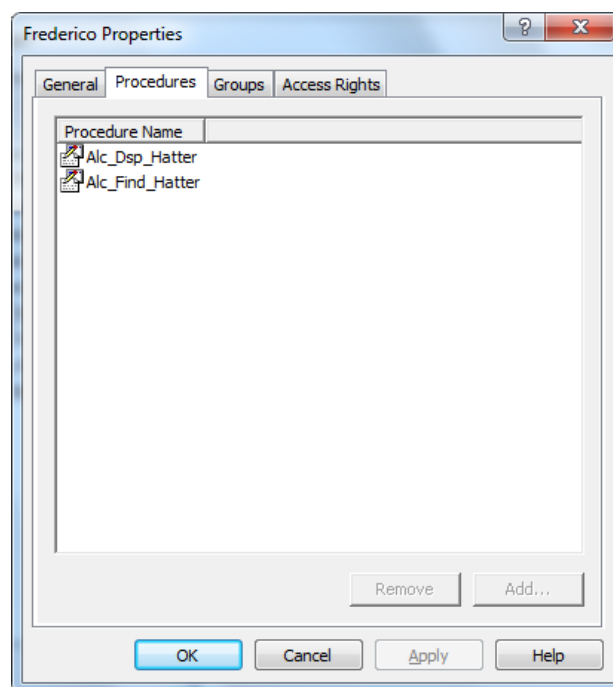 Frederico Properties
General Procedures Groups Access Rights
Procedure Name
Alc_Dsp_Hatter
Alc_Find_Hatter
Remove Add...
OK Cancel Apply Help